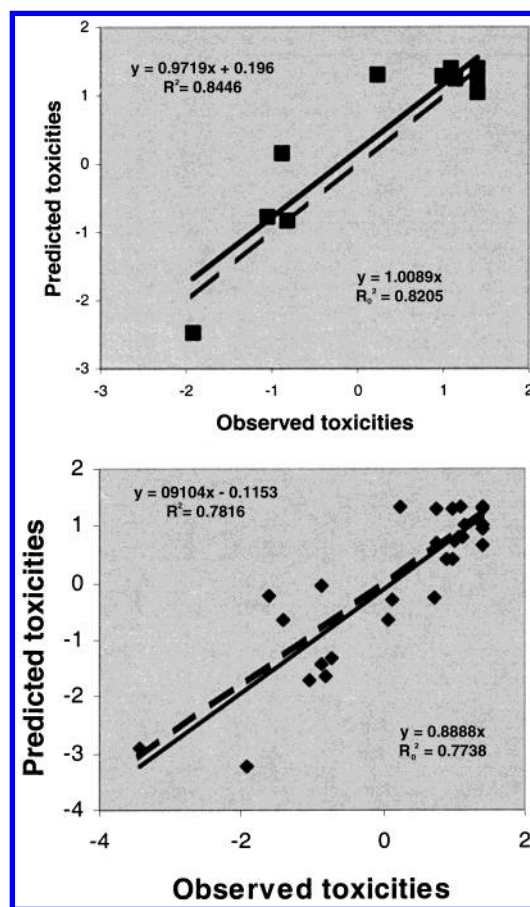 2
y = 0.9719x + 0.196
R² = 0.8446
1
0
-1
-2
-3
Predicted toxicities
y = 1.0089x
R₀² = 0.8205
-3 -2 -1 0 1 2
Observed toxicities
2
y = 09104x - 0.1153
R² = 0.7816
1
0
-1
-2
-3
-4
Predicted toxicities
y = 0.8888x
R₀² = 0.7738
-4 -2 0 2
Observed toxicities